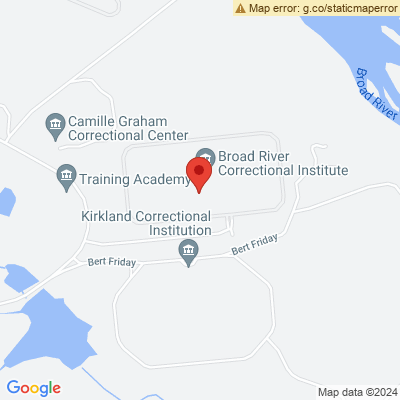 Map error: g.co/staticmaperror
Broad River
Camille Graham
Correctional Center
Broad River
Correctional Institute
Training Academy
Kirkland Correctional
Institution
Bert Friday
Bert Friday
Google
Map data ©2024